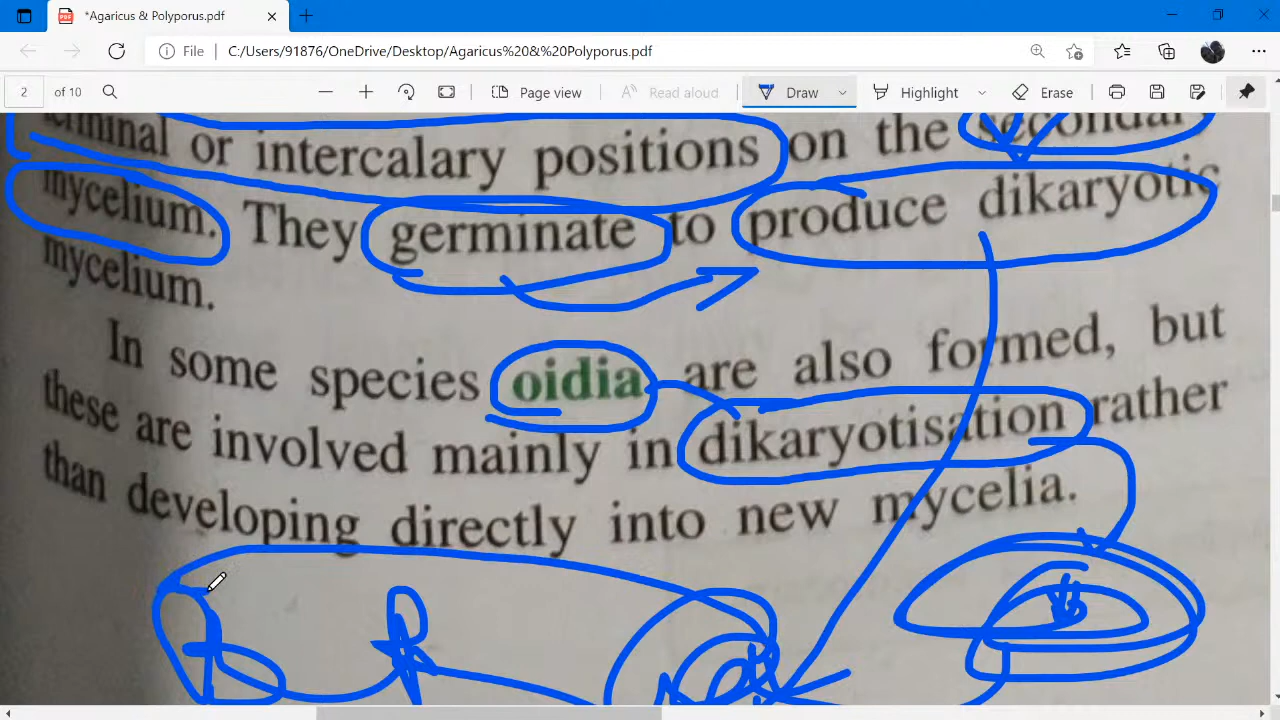 *Agaricus & Polyporus.pdf
File C:/Users/91876/OneDrive/Desktop/Agaricus%20&%20Polyporus.pdf
2 of 10 Page view Read aloud Draw Highlight Erase
terminal or intercalary positions on the secondary
mycelium. They germinate to produce dikaryotic
mycelium.
In some species oidia are also formed, but
these are involved mainly in dikaryotisation rather
than developing directly into new mycelia.